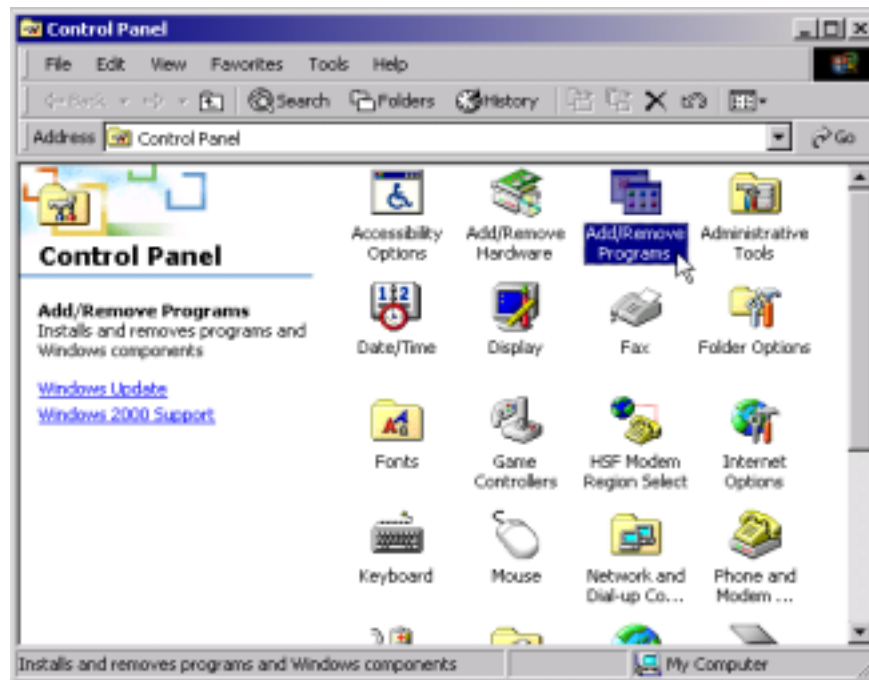 Control Panel
File Edit View Favorites Tools Help
Back Search Folders History
Address Control Panel Go
Control Panel
Add/Remove Programs
Installs and removes programs and
Windows components
Windows Update
Windows 2000 Support
Accessibility
Options
Add/Remove
Hardware
Add/Remove
Programs
Administrative
Tools
Date/Time
Display
Fax
Folder Options
Fonts
Game
Controllers
HSF Modem
Region Select
Internet
Options
Keyboard
Mouse
Network and
Dial-up Co...
Phone and
Modem ...
Installs and removes programs and Windows components
My Computer